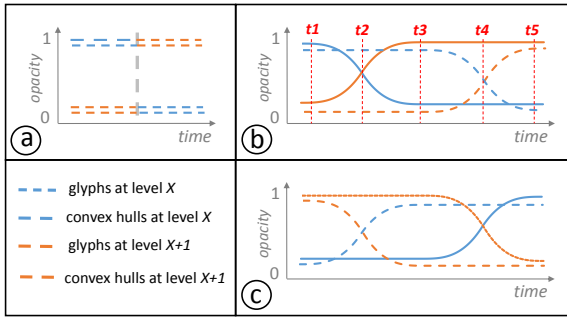 1
opacity
0
time
a
t1 t2 t3 t4 t5
1
opacity
0
time
b
glyphs at level X
convex hulls at level X
glyphs at level X+1
convex hulls at level X+1
1
opacity
0
time
c